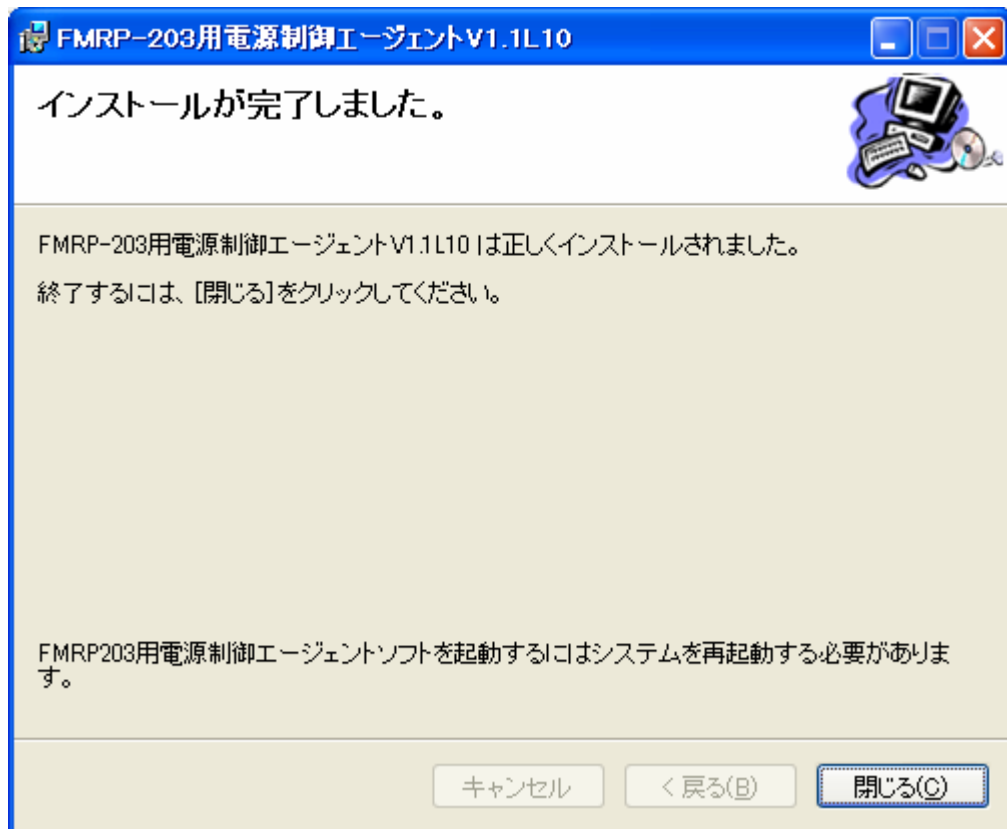 FMRP-203用電源制御エージェントV1.1L10
インストールが完了しました。
FMRP-203用電源制御エージェントV1.1L10 は正しくインストールされました。
終了するには、[閉じる]をクリックしてください。
FMRP203用電源制御エージェントソフトを起動するにはシステムを再起動する必要がありま
す。
キャンセル
< 戻る(B)
閉じる(C)